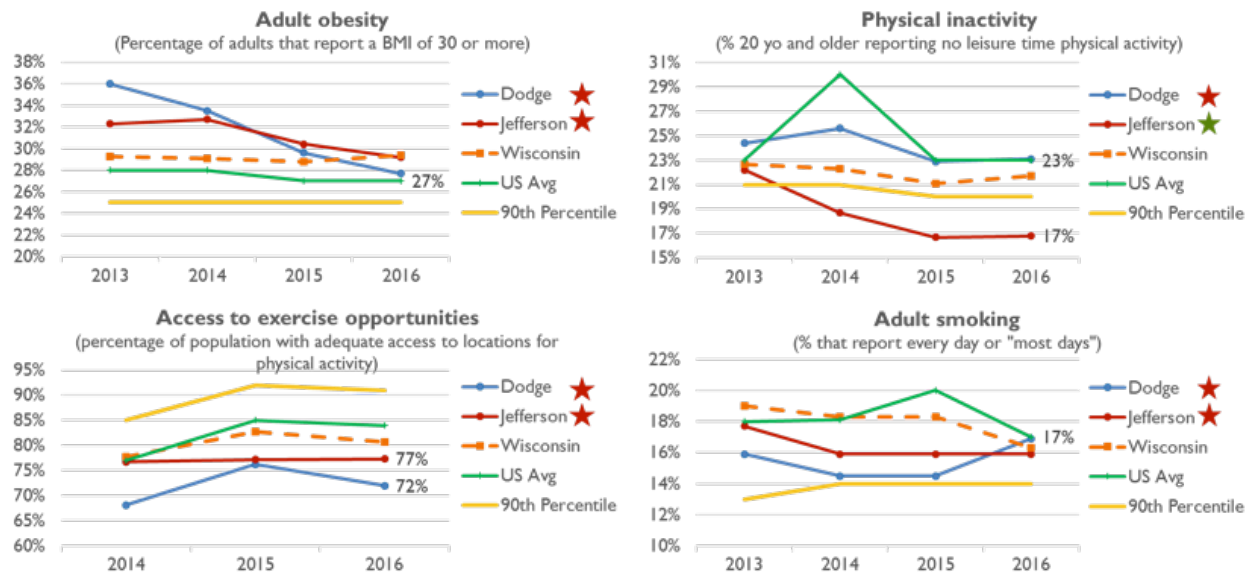 Adult obesity
(Percentage of adults that report a BMI of 30 or more)
38%
36%
34%
32%
30%
28%
26%
24%
22%
20%
27%
2013 2014 2015 2016
Dodge
Jefferson
Wisconsin
US Avg
90th Percentile
Physical inactivity
(% 20 yo and older reporting no leisure time physical activity)
31%
29%
27%
25%
23%
21%
19%
17%
15%
23%
17%
2013 2014 2015 2016
Dodge
Jefferson
Wisconsin
US Avg
90th Percentile
Access to exercise opportunities
(percentage of population with adequate access to locations for
physical activity)
95%
90%
85%
80%
75%
70%
65%
60%
77%
72%
2014 2015 2016
Dodge
Jefferson
Wisconsin
US Avg
90th Percentile
Adult smoking
(% that report every day or "most days")
22%
20%
18%
16%
14%
12%
10%
17%
2013 2014 2015 2016
Dodge
Jefferson
Wisconsin
US Avg
90th Percentile